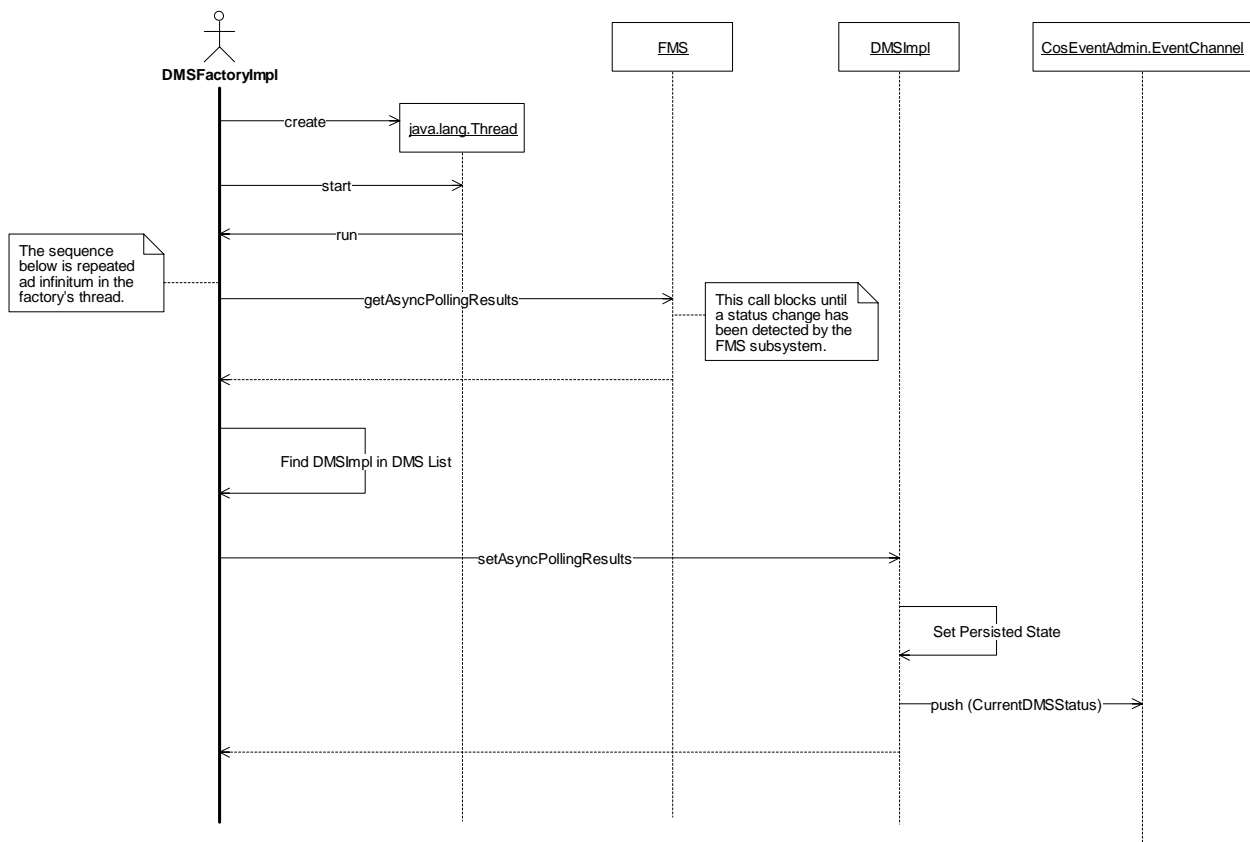 FMS
DMSImpl
CosEventAdmin.EventChannel
DMSFactoryImpl
create
java.lang.Thread
start
run
The sequence
below is repeated
ad infinitum in the
factory's thread.
getAsyncPollingResults
This call blocks until
a status change has
been detected by the
FMS subsystem.
Find DMSImpl in DMS List
setAsyncPollingResults
Set Persisted State
push (CurrentDMSStatus)